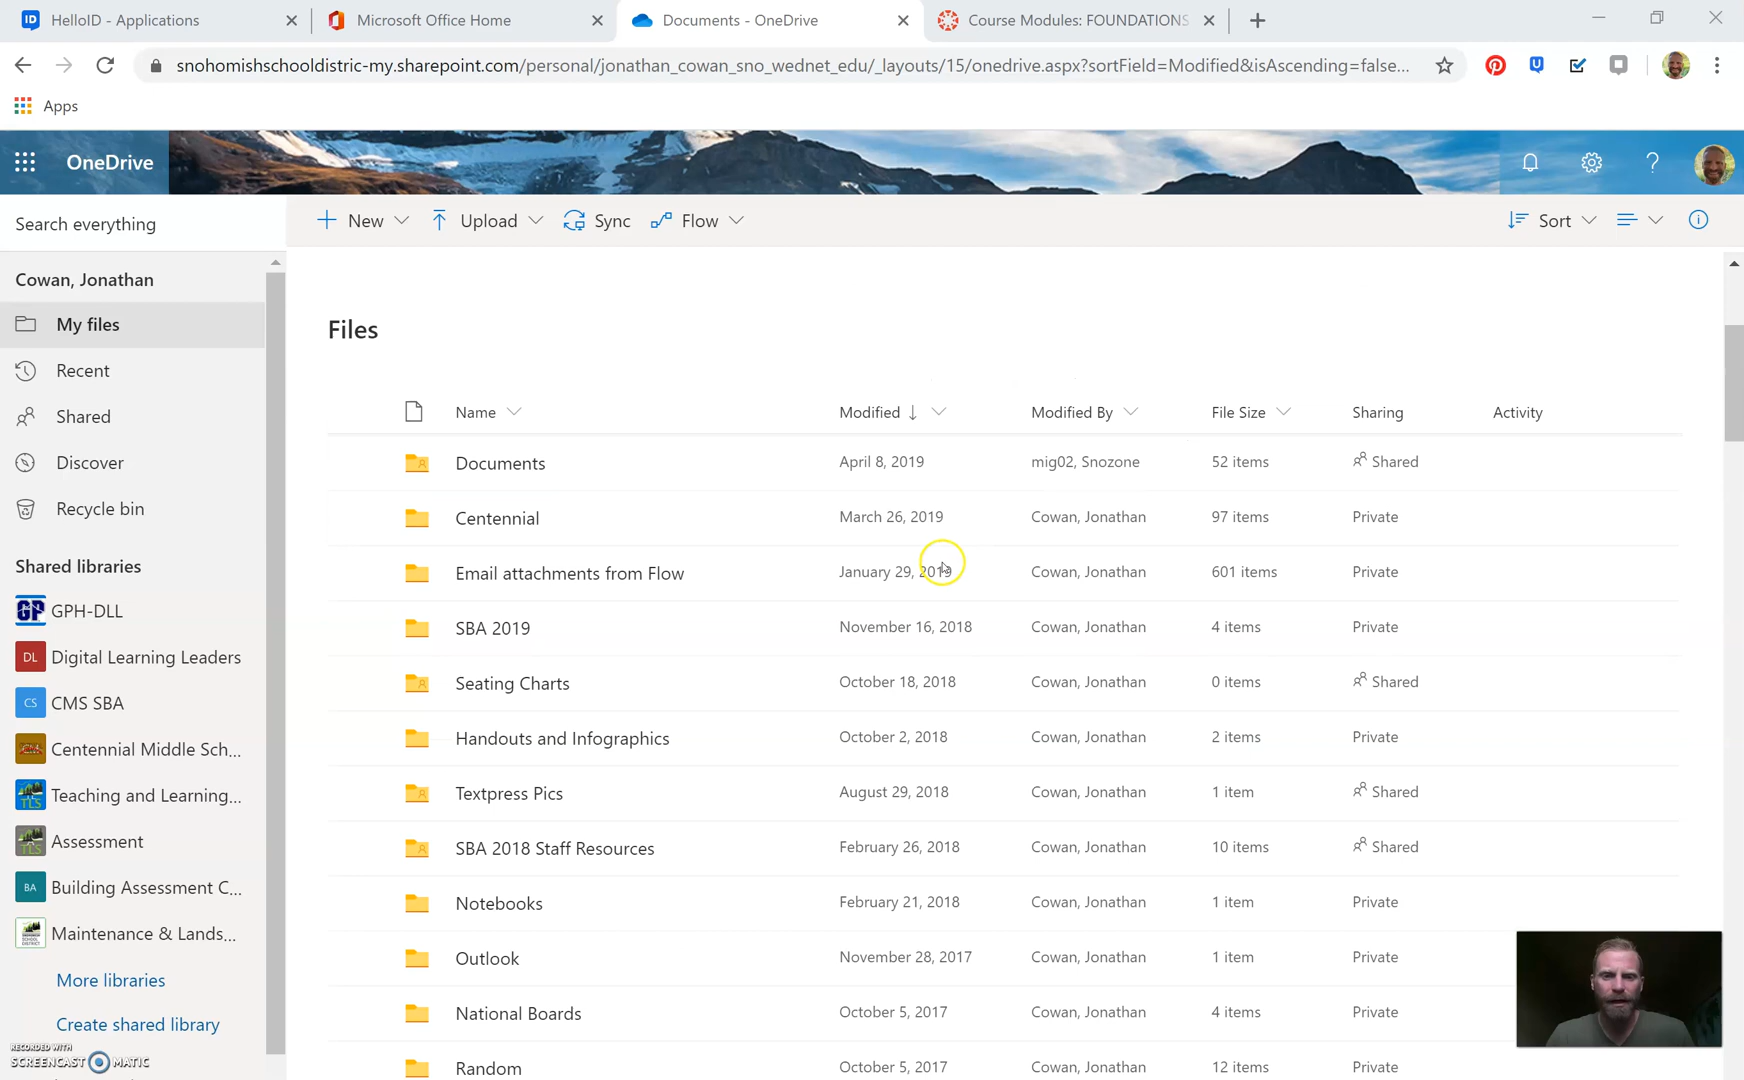 HelloID - Applications
Microsoft Office Home
Documents - OneDrive
Course Modules: FOUNDATIONS
snohomishschooldistric-my.sharepoint.com/personal/jonathan_cowan_sno_wednet_edu/_layouts/15/onedrive.aspx?sortField=Modified&isAscending=false...
Apps
OneDrive
Search everything
New Upload Sync Flow Sort
Cowan, Jonathan
My files
Recent
Shared
Discover
Recycle bin
Shared libraries
GPH-DLL
DL Digital Learning Leaders
CS CMS SBA
Centennial Middle Sch...
TLS Teaching and Learning...
Assessment
BA Building Assessment C...
Maintenance & Lands...
More libraries
Create shared library
RECORDED WITH
SCREENCAST MATIC
Files
Name Modified Modified By File Size Sharing Activity
Documents April 8, 2019 mig02, Snozone 52 items Shared
Centennial March 26, 2019 Cowan, Jonathan 97 items Private
Email attachments from Flow January 29, 2019 Cowan, Jonathan 601 items Private
SBA 2019 November 16, 2018 Cowan, Jonathan 4 items Private
Seating Charts October 18, 2018 Cowan, Jonathan 0 items Shared
Handouts and Infographics October 2, 2018 Cowan, Jonathan 2 items Private
Textpress Pics August 29, 2018 Cowan, Jonathan 1 item Shared
SBA 2018 Staff Resources February 26, 2018 Cowan, Jonathan 10 items Shared
Notebooks February 21, 2018 Cowan, Jonathan 1 item Private
Outlook November 28, 2017 Cowan, Jonathan 1 item Private
National Boards October 5, 2017 Cowan, Jonathan 4 items Private
Random October 5, 2017 Cowan, Jonathan 12 items Private